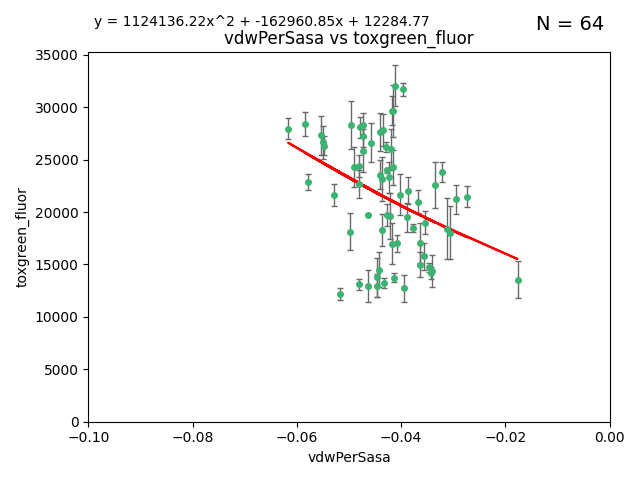 y = 1124136.22x^2 + -162960.85x + 12284.77
N = 64
vdwPerSasa vs toxgreen_fluor
35000
30000
25000
20000
15000
10000
5000
0
toxgreen_fluor
−0.10 −0.08 −0.06 −0.04 −0.02 0.00
vdwPerSasa